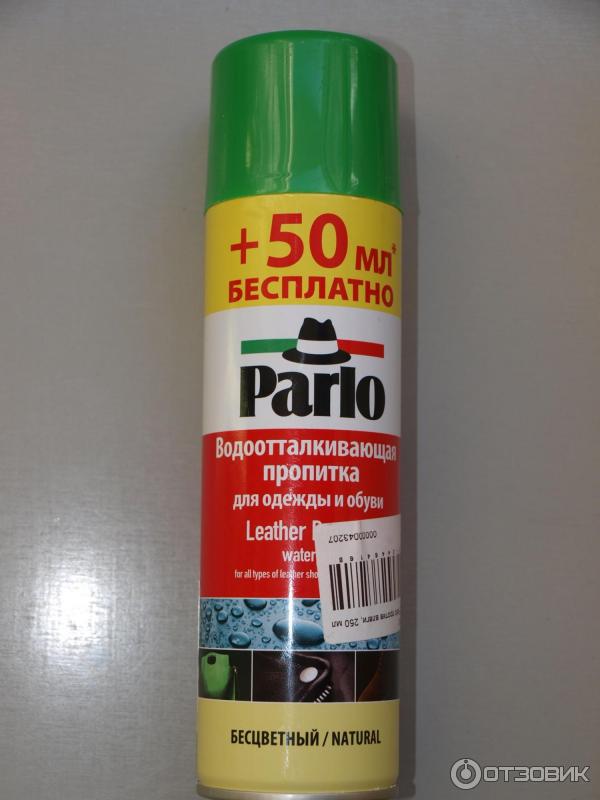 +50 мл*
БЕСПЛАТНО
Parlo
Водоотталкивающая
пропитка
для одежды и обуви
Leather
water
for all types of leather
0000043207
влаги, 250 мл
БЕСЦВЕТНЫЙ / NATURAL
ОТЗОВИК